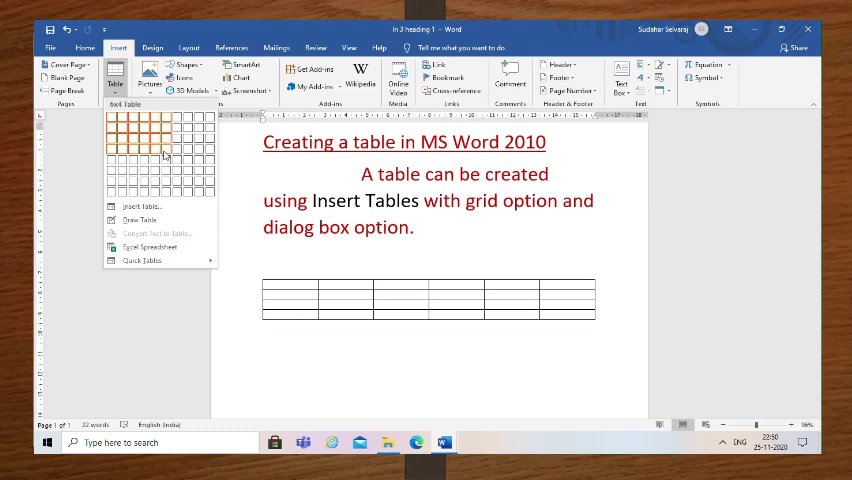 In 3 heading 1 - Word
Sudahar Selvaraj SS
File Home Insert Design Layout References Mailings Review View Help Tell me what you want to do Share
Cover Page
Blank Page
Page Break
Pages
Table
Pictures
Shapes
Icons
3D Models
SmartArt
Chart
Screenshot
Get Add-ins
My Add-ins
Wikipedia
Add-ins
Online
Video
Media
Link
Bookmark
Cross-reference
Links
Comment
Comments
Header
Footer
Page Number
Header & Footer
Text
Box
Text
Equation
Symbol
Symbols
6x4 Table
Insert Table...
Draw Table
Convert Text to Table...
Excel Spreadsheet
Quick Tables
Creating a table in MS Word 2010
A table can be created
using Insert Tables with grid option and
dialog box option.
Page 1 of 1 22 words English (India) 96%
Type here to search
ENG
22:50
25-11-2020